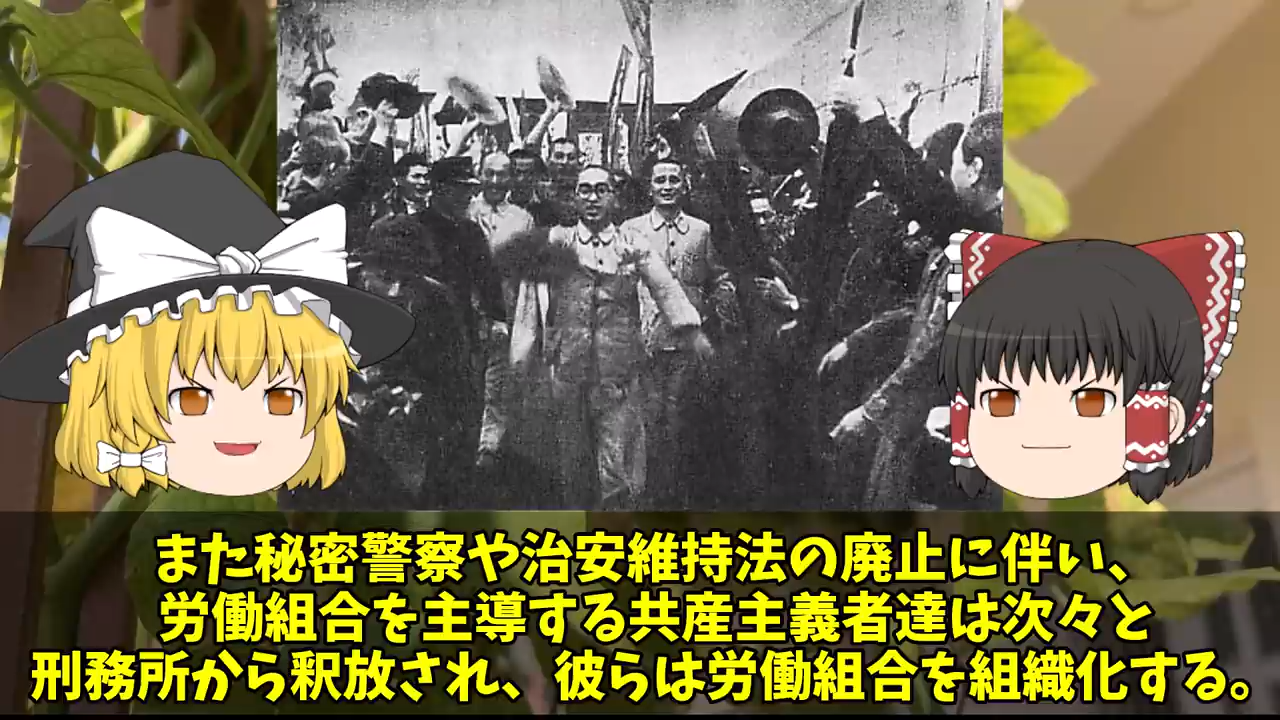 また秘密警察や治安維持法の廃止に伴い、
労働組合を主導する共産主義者達は次々と
刑務所から釈放され、彼らは労働組合を組織化する。